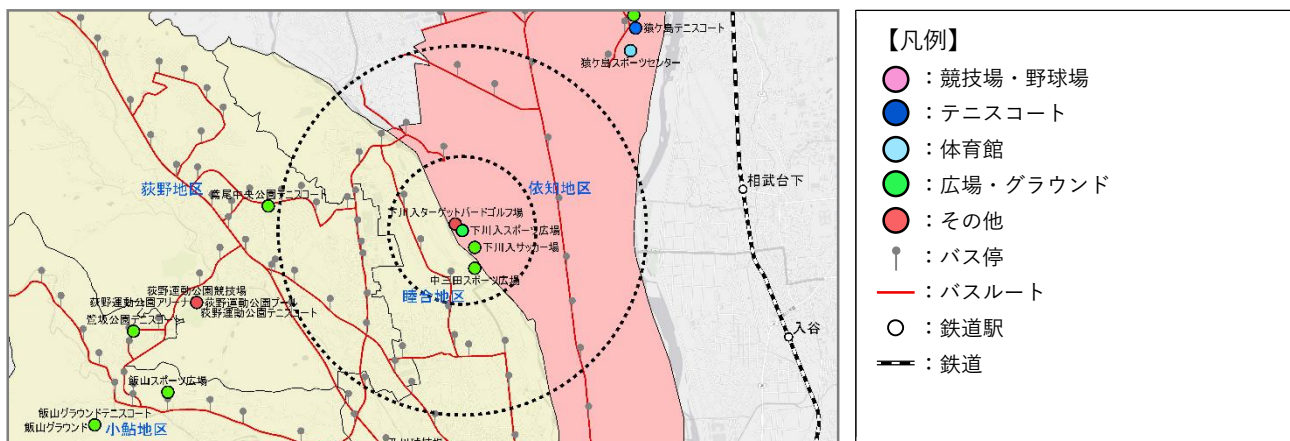 猿ケ島テニスコート
猿ケ島スポーツセンター
荻野地区
鳶尾中央公園テニスコート
依知地区
相武台下
下川入ターゲットバードゴルフ場
下川入スポーツ広場
下川入サッカー場
中三田スポーツ広場
睦合地区
荻野運動公園競技場
荻野運動公園アリーナ
荻野運動公園プール
荻野運動公園テニスコート
鳶坂公園テニスコート
入谷
飯山スポーツ広場
飯山グラウンドテニスコート
飯山グラウンド
小鮎地区
【凡例】
：競技場・野球場
：テニスコート
：体育館
：広場・グラウンド
：その他
：バス停
：バスルート
：鉄道駅
：鉄道